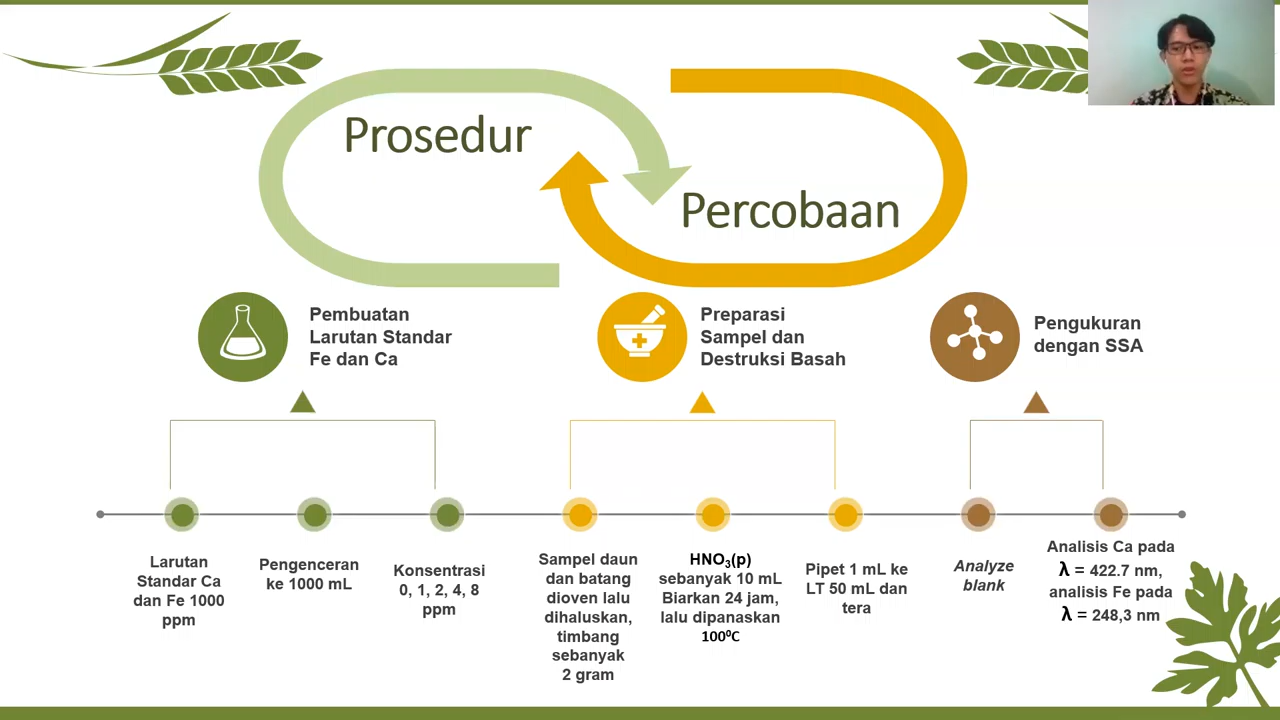 Prosedur
Percobaan
Pembuatan
Larutan Standar
Fe dan Ca
Preparasi
Sampel dan
Destruksi Basah
Pengukuran
dengan SSA
Larutan
Standar Ca
dan Fe 1000
ppm
Pengenceran
ke 1000 mL
Konsentrasi
0, 1, 2, 4, 8
ppm
Sampel daun
dan batang
dioven lalu
dihaluskan,
timbang
sebanyak
2 gram
HNO₃(p)
sebanyak 10 mL
Biarkan 24 jam,
lalu dipanaskan
100⁰C
Pipet 1 mL ke
LT 50 mL dan
tera
Analyze
blank
Analisis Ca pada
λ = 422.7 nm,
analisis Fe pada
λ = 248,3 nm